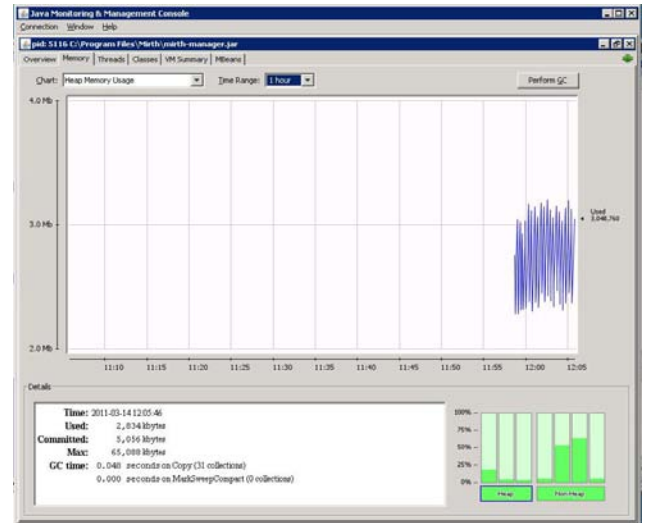 Java Monitoring & Management Console
Connection Window Help
pid: 5116 C:\Program Files\Mirth\mirth-manager.jar
Overview Memory Threads Classes VM Summary MBeans
Chart: Heap Memory Usage Time Range: 1 hour Perform GC
4.0 Mb
3.0 Mb
2.0 Mb
Used
3,048,760
11:10 11:15 11:20 11:25 11:30 11:35 11:40 11:45 11:50 11:55 12:00 12:05
Details
Time: 2011-03-14 12:05:46
Used: 2,834 kbytes
Committed: 5,056 kbytes
Max: 65,088 kbytes
GC time: 0.048 seconds on Copy (31 collections)
0.000 seconds on MarkSweepCompact (0 collections)
100%
75%
50%
25%
0%
Heap Non-Heap